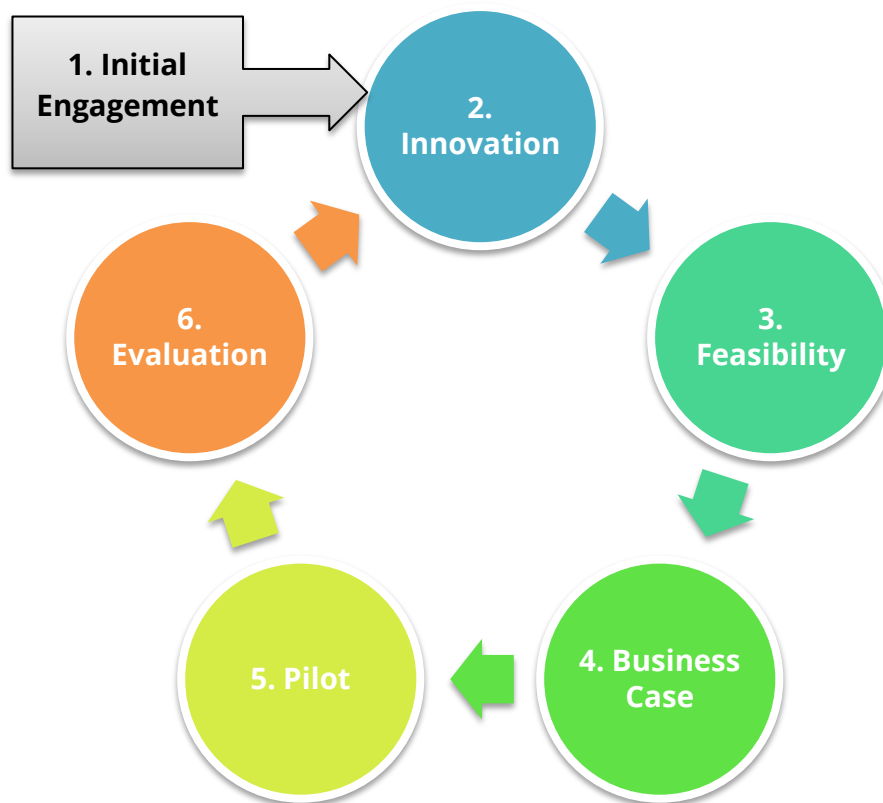 1. Initial
Engagement
2.
Innovation
3.
Feasibility
4. Business
Case
5. Pilot
6.
Evaluation